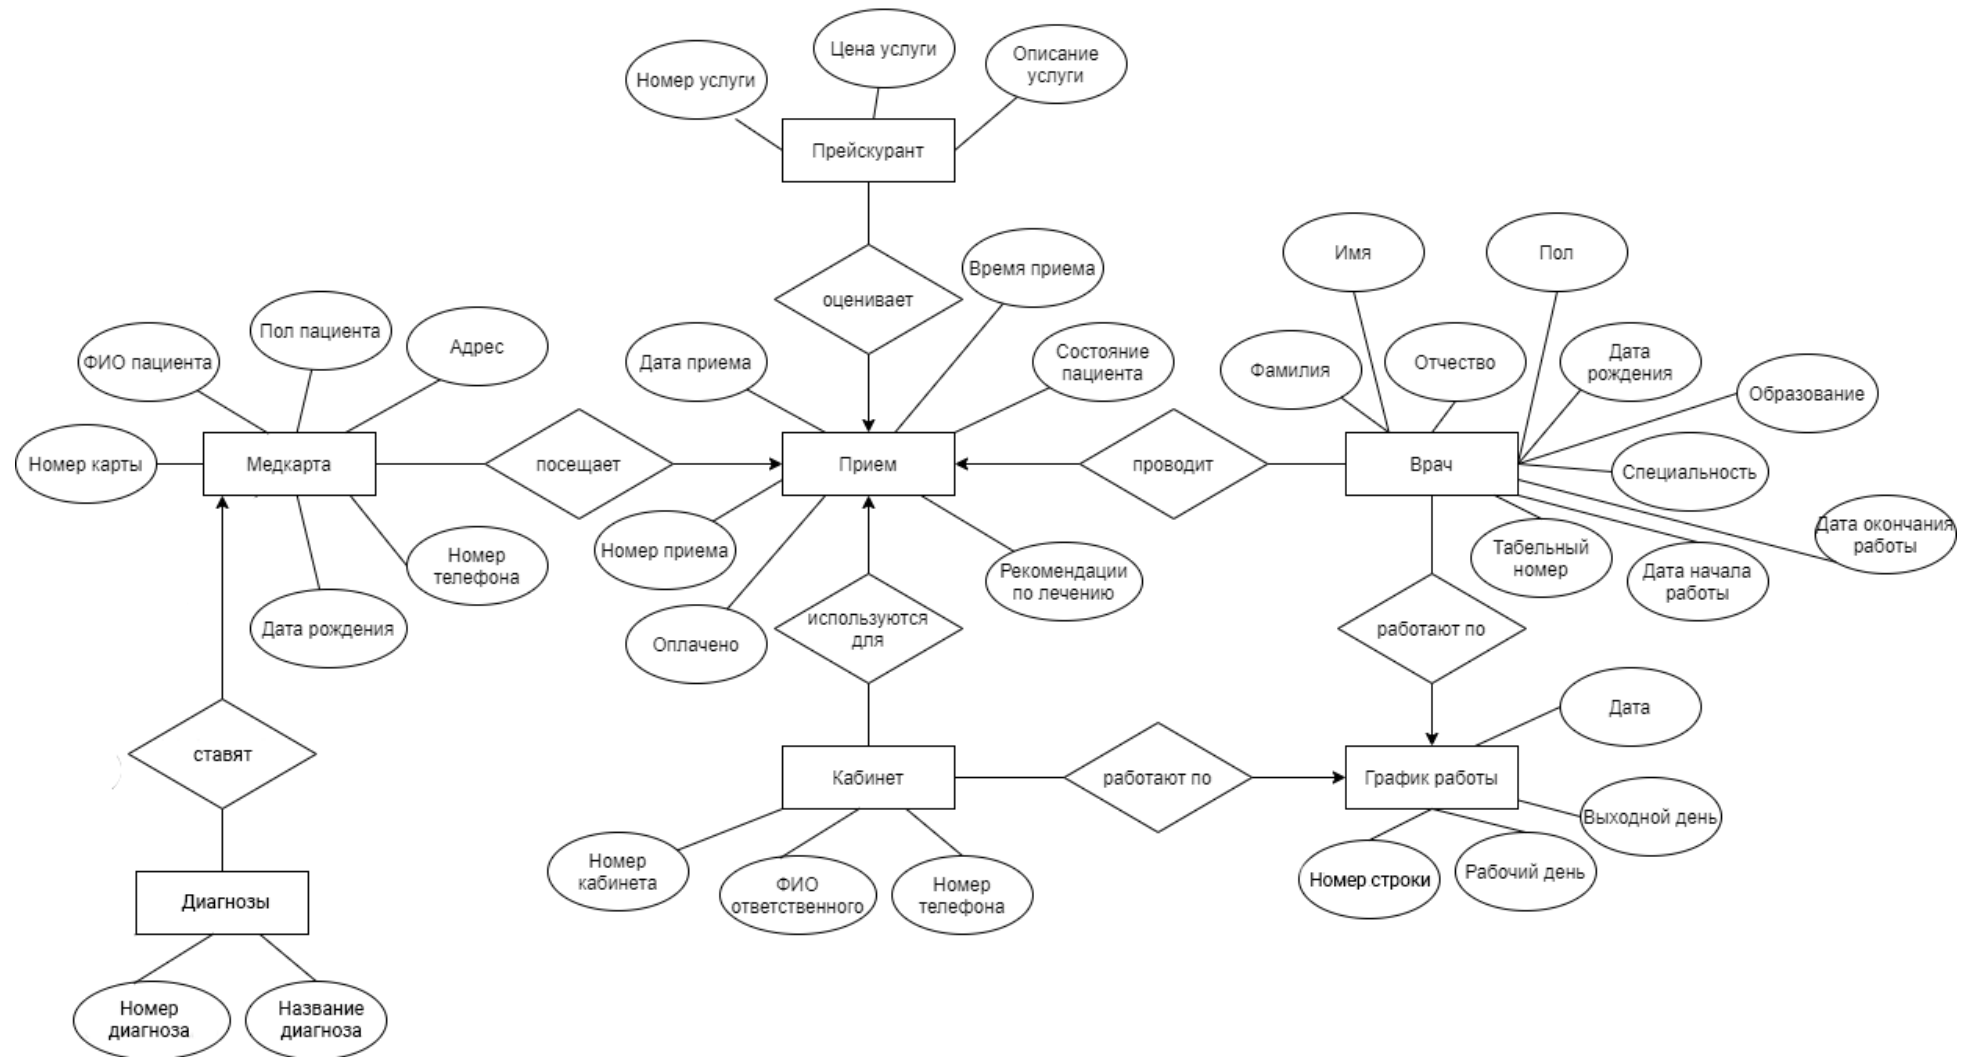 Цена услуги
Описание
услуги
Номер услуги
Прейскурант
Имя
Пол
Время приема
оценивает
Пол пациента
Адрес
ФИО пациента
Дата приема
Состояние
пациента
Фамилия
Отчество
Дата
рождения
Образование
Номер карты
Медкарта
посещает
Прием
проводит
Врач
Специальность
Номер
телефона
Номер приема
Рекомендации
по лечению
Табельный
номер
Дата начала
работы
Дата окончания
работы
Дата рождения
Оплачено
используются
для
работают по
Дата
ставят
Кабинет
работают по
График работы
Выходной день
Номер
кабинета
ФИО
ответственного
Номер
телефона
Номер строки
Рабочий день
Диагнозы
Номер
диагноза
Название
диагноза